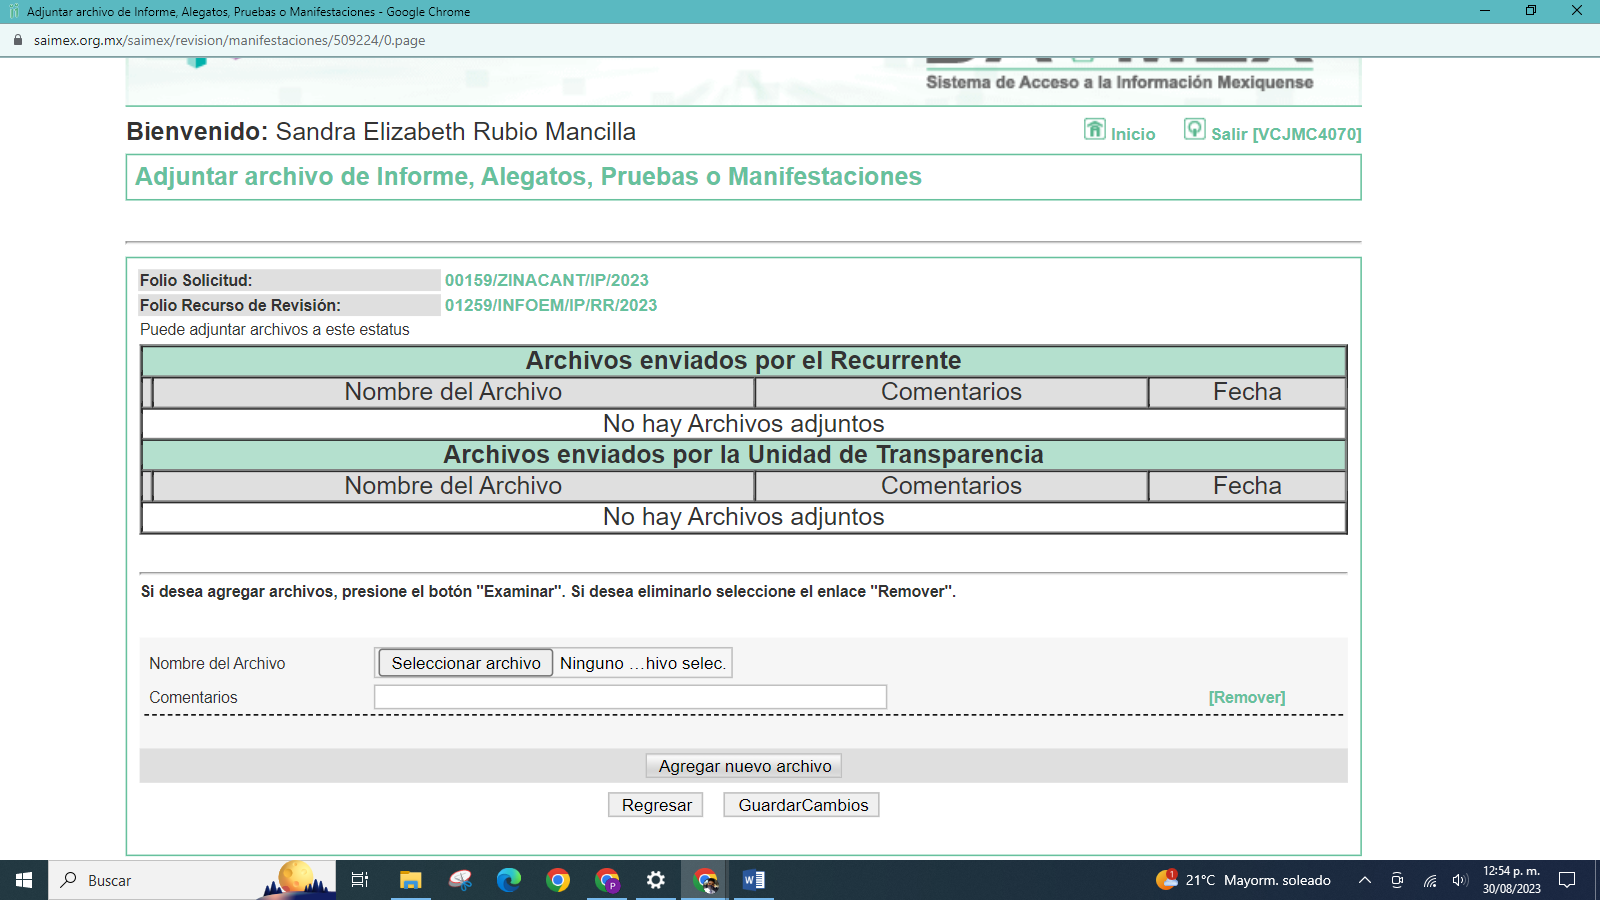 Adjuntar archivo de Informe, Alegatos, Pruebas o Manifestaciones - Google Chrome
saimex.org.mx/saimex/revision/manifestaciones/509224/0.page
Sistema de Acceso a la Información Mexiquense
Bienvenido: Sandra Elizabeth Rubio Mancilla Inicio Salir [VCJMC4070]
Adjuntar archivo de Informe, Alegatos, Pruebas o Manifestaciones
Folio Solicitud: 00159/ZINACANT/IP/2023
Folio Recurso de Revisión: 01259/INFOEM/IP/RR/2023
Puede adjuntar archivos a este estatus
Archivos enviados por el Recurrente
Nombre del Archivo Comentarios Fecha
No hay Archivos adjuntos
Archivos enviados por la Unidad de Transparencia
Nombre del Archivo Comentarios Fecha
No hay Archivos adjuntos
Si desea agregar archivos, presione el botón "Examinar". Si desea eliminarlo seleccione el enlace "Remover".
Nombre del Archivo Seleccionar archivo Ninguno ...hivo selec.
Comentarios [Remover]
Agregar nuevo archivo
Regresar GuardarCambios
Buscar 1 21°C Mayorm. soleado 12:54 p. m.
30/08/2023